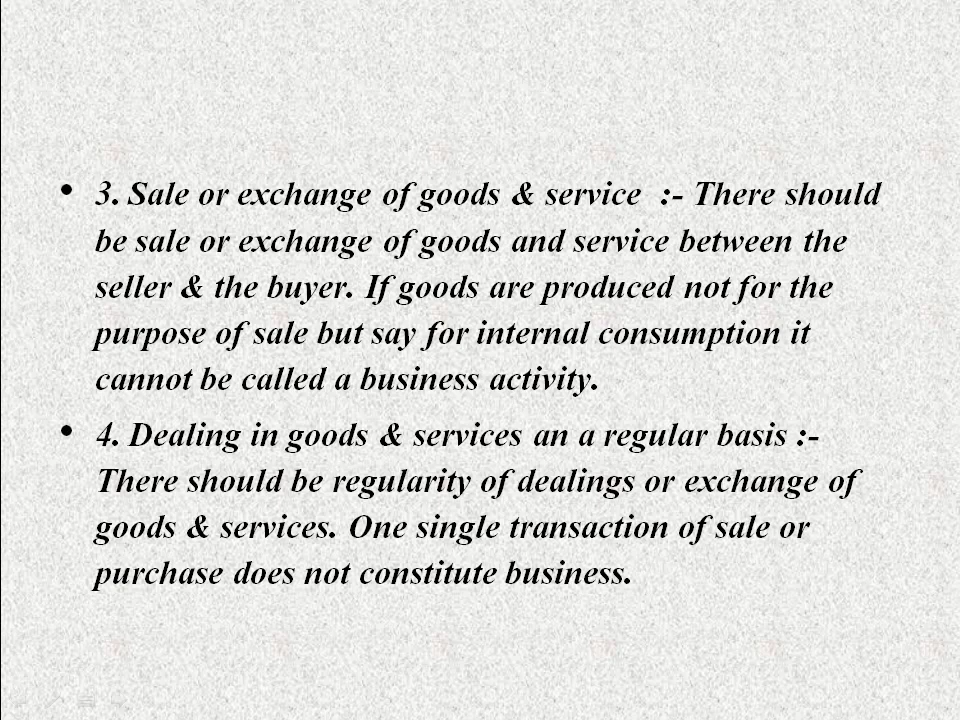 • 3. Sale or exchange of goods & service :- There should
be sale or exchange of goods and service between the
seller & the buyer. If goods are produced not for the
purpose of sale but say for internal consumption it
cannot be called a business activity.
• 4. Dealing in goods & services an a regular basis :-
There should be regularity of dealings or exchange of
goods & services. One single transaction of sale or
purchase does not constitute business.